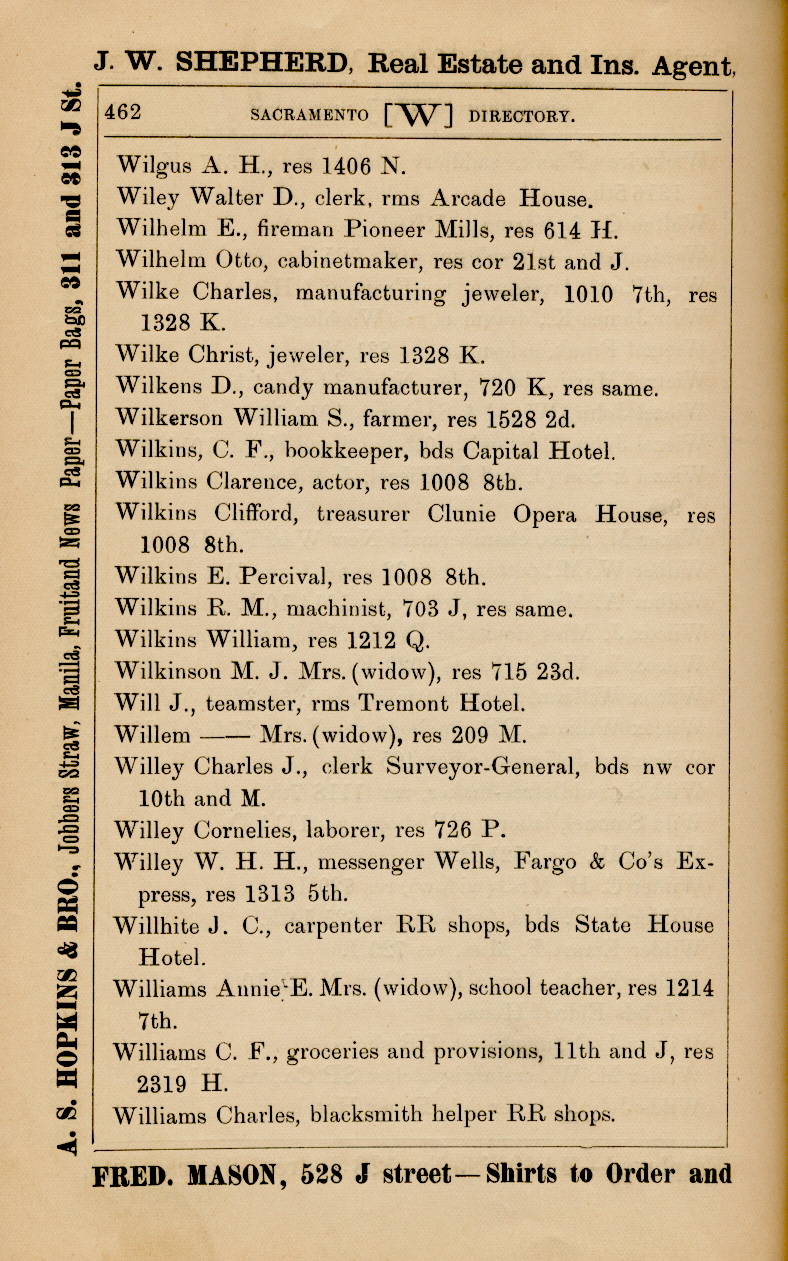 J. W. SHEPHERD, Real Estate and Ins. Agent,
462 SACRAMENTO [W] DIRECTORY.
Wilgus A. H., res 1406 N.
Wiley Walter D., clerk, rms Arcade House.
Wilhelm E., fireman Pioneer Mills, res 614 H.
Wilhelm Otto, cabinetmaker, res cor 21st and J.
Wilke Charles, manufacturing jeweler, 1010 7th, res
1328 K.
Wilke Christ, jeweler, res 1328 K.
Wilkens D., candy manufacturer, 720 K, res same.
Wilkerson William S., farmer, res 1528 2d.
Wilkins, C. F., bookkeeper, bds Capital Hotel.
Wilkins Clarence, actor, res 1008 8th.
Wilkins Clifford, treasurer Clunie Opera House, res
1008 8th.
Wilkins E. Percival, res 1008 8th.
Wilkins R. M., machinist, 703 J, res same.
Wilkins William, res 1212 Q.
Wilkinson M. J. Mrs. (widow), res 715 23d.
Will J., teamster, rms Tremont Hotel.
Willem —— Mrs. (widow), res 209 M.
Willey Charles J., clerk Surveyor-General, bds nw cor
10th and M.
Willey Cornelies, laborer, res 726 P.
Willey W. H. H., messenger Wells, Fargo & Co's Ex-
press, res 1313 5th.
Willhite J. C., carpenter RR shops, bds State House
Hotel.
Williams Annie E. Mrs. (widow), school teacher, res 1214
7th.
Williams C. F., groceries and provisions, 11th and J, res
2319 H.
Williams Charles, blacksmith helper RR shops.
FRED. MASON, 528 J street—Shirts to Order and
A. S. HOPKINS & BRO., Jobbers Straw, Manila, Fruitand News Paper—Paper Bags, 311 and 313 J St.